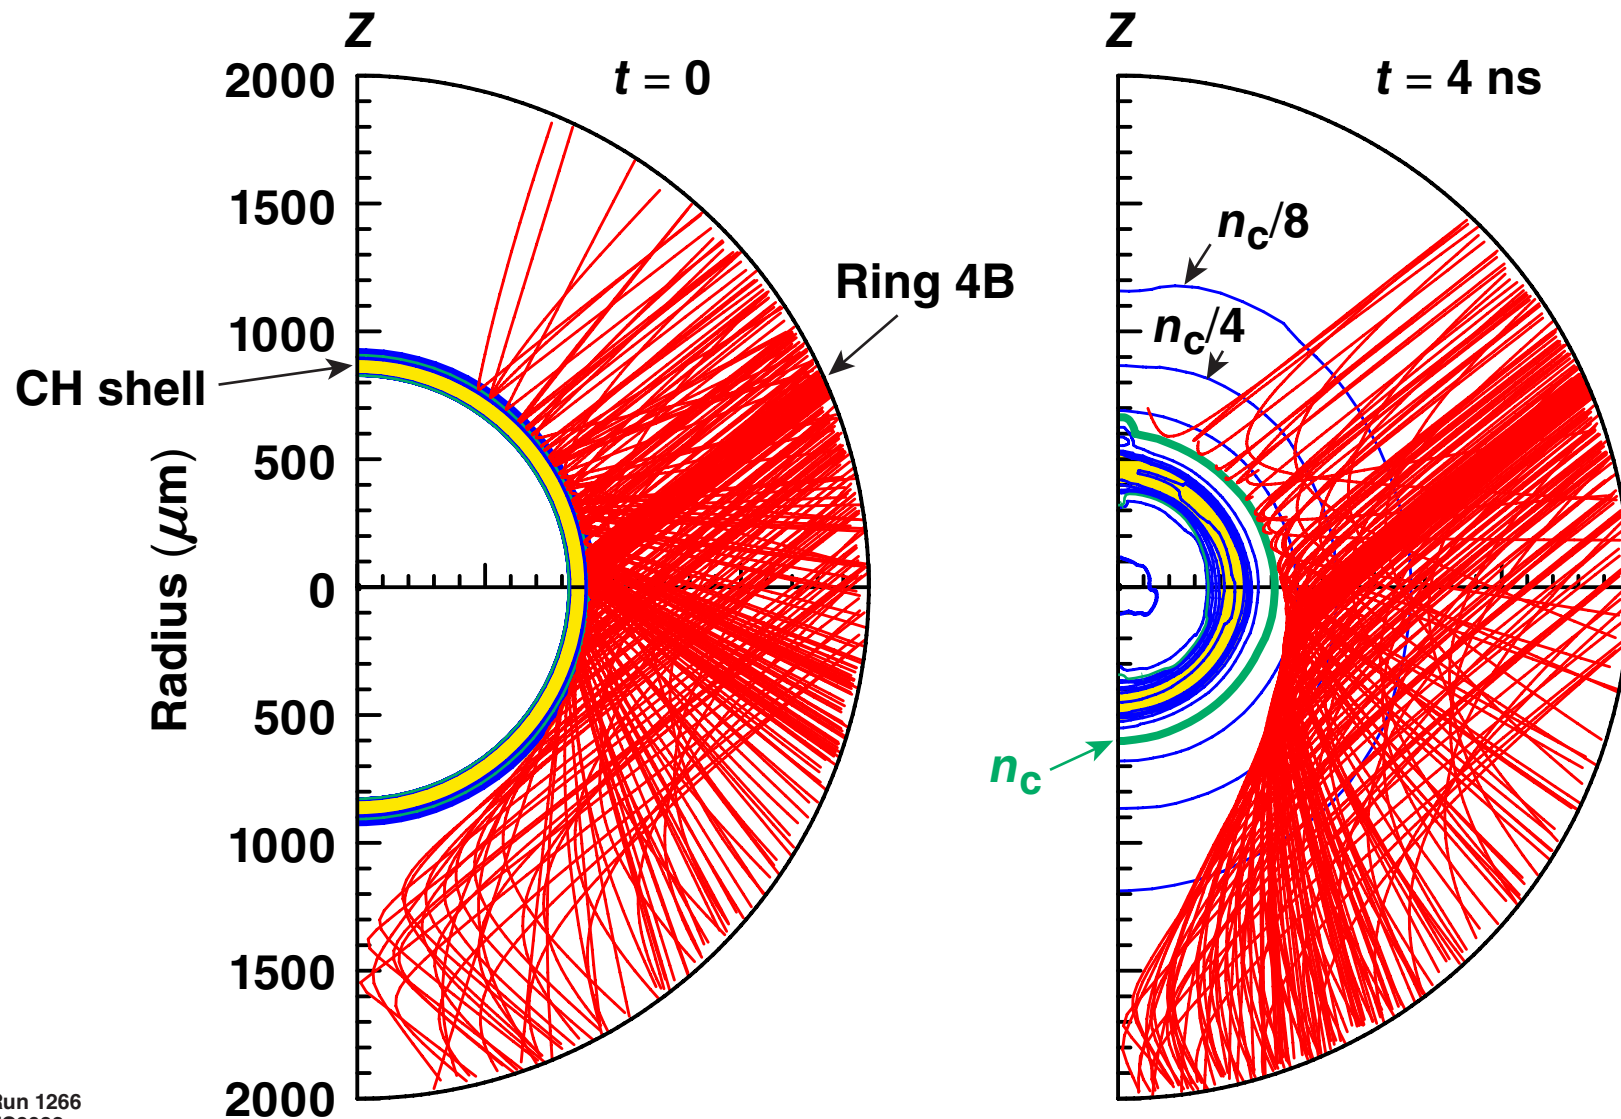 Z
t = 0
2000
1500
1000
500
0
500
1000
1500
2000
Radius (μm)
CH shell
Ring 4B
Z
t = 4 ns
nc/8
nc/4
nc
Run 1266